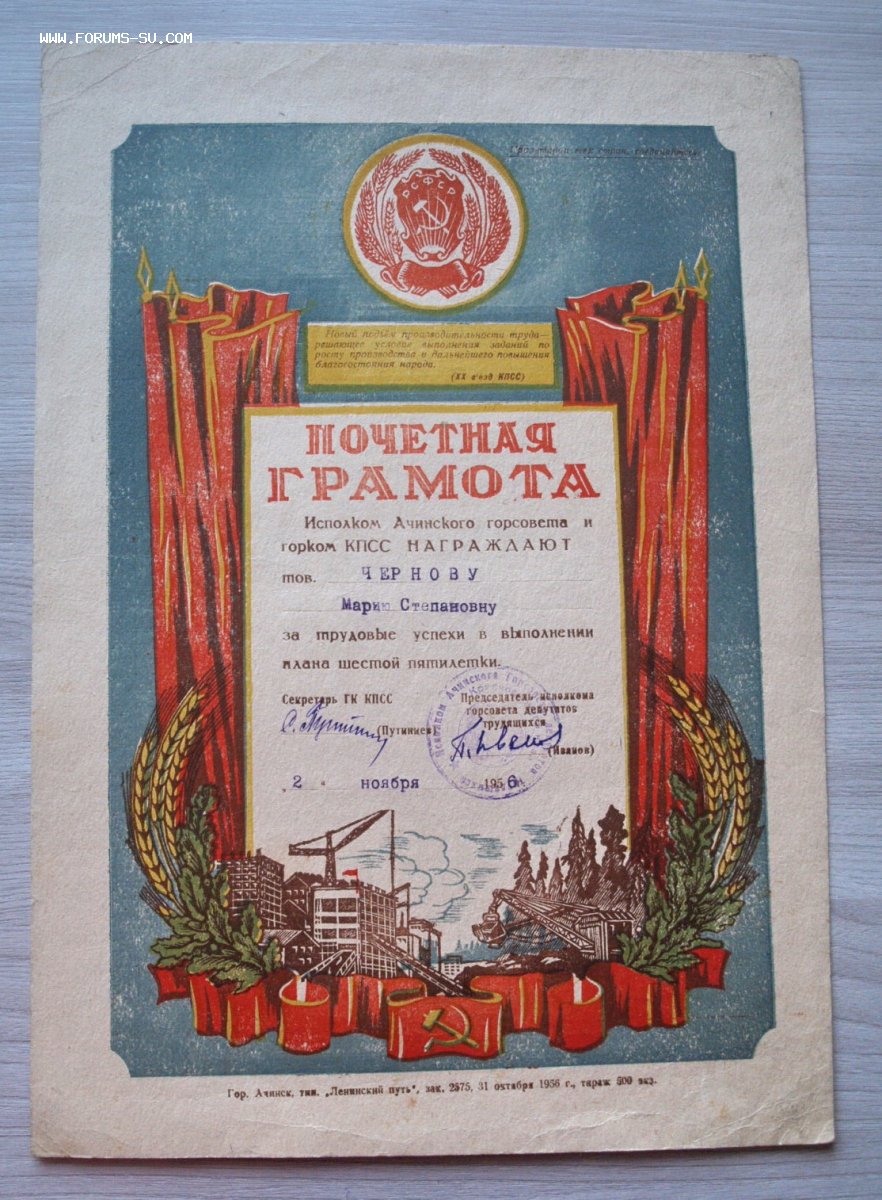 WWW.FORUMS-SU.COM
РСФСР
Новый подъём производительности труда—
решающее условие выполнения заданий по
росту производства и дальнейшего повышения
благосостояния народа.
(XX с'езд КПСС)
ПОЧЕТНАЯ
ГРАМОТА
Исполком Ачинского горсовета и
горком КПСС НАГРАЖДАЮТ
тов. ЧЕРНОВУ
Марию Степановну
за трудовые успехи в выполнении
плана шестой пятилетки.
Секретарь ГК КПСС
(Путинцев)
Председатель исполкома
горсовета депутатов
трудящихся
(Иванов)
„2 " ноября 1956
Гор. Ачинск, тип. „Ленинский путь", зак. 2575, 31 октября 1956 г., тираж 500 экз.